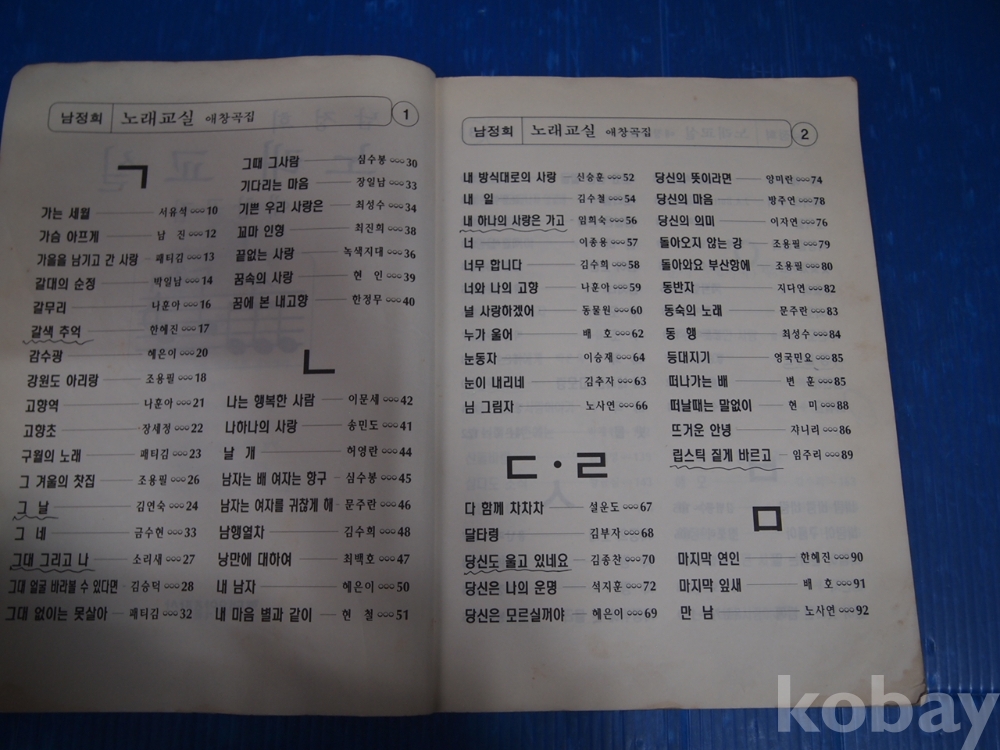 남정희 노래교실 애창곡집 1
ㄱ
가는 세월 서유석 10
가슴 아프게 남 진 12
가을을 남기고 간 사랑 패티김 13
갈대의 순정 박일남 14
갈무리 나훈아 16
갈색 추억 한혜진 17
감수광 혜은이 20
강원도 아리랑 조용필 18
고향역 나훈아 21
고향초 장세정 22
구월의 노래 패티김 23
그 겨울의 찻집 조용필 26
그 날 김연숙 24
그 네 금수현 33
그대 그리고 나 소리새 27
그대 얼굴 바라볼 수 있다면 김승덕 28
그대 없이는 못살아 패티김 32
그때 그사람 심수봉 30
기다리는 마음 장일남 33
기쁜 우리 사랑은 최성수 34
꼬마 인형 최진희 38
끝없는 사랑 녹색지대 36
꿈속의 사랑 현 인 39
꿈에 본 내고향 한정무 40
ㄴ
나는 행복한 사람 이문세 42
나하나의 사랑 송민도 41
날 개 허영란 44
남자는 배 여자는 항구 심수봉 45
남자는 여자를 귀찮게 해 문주란 46
남행열차 김수희 48
낭만에 대하여 최백호 47
내 남자 혜은이 50
내 마음 별과 같이 현 철 51
남정희 노래교실 애창곡집 2
내 방식대로의 사랑 신승훈 52
내 일 김수철 54
내 하나의 사랑은 가고 임희숙 56
너 이종용 57
너무 합니다 김수희 58
너와 나의 고향 나훈아 59
널 사랑하겠어 동물원 60
누가 울어 배 호 62
눈동자 이승재 64
눈이 내리네 김추자 63
님 그림자 노사연 66
ㄷ·ㄹ
다 함께 차차차 설운도 67
달타령 김부자 68
당신도 울고 있네요 김종찬 70
당신은 나의 운명 석지훈 72
당신은 모르실꺼야 혜은이 69
당신의 뜻이라면 양미란 74
당신의 마음 방주연 78
당신의 의미 이자연 76
돌아오지 않는 강 조용필 79
돌아와요 부산항에 조용필 80
동반자 지다연 82
동숙의 노래 문주란 83
동 행 최성수 84
등대지기 영국민요 85
떠나가는 배 변 훈 85
떠날때는 말없이 현 미 88
뜨거운 안녕 쟈니리 86
립스틱 짙게 바르고 임주리 89
ㅁ
마지막 연인 한혜진 90
마지막 잎새 배 호 91
만 남 노사연 92
kobay